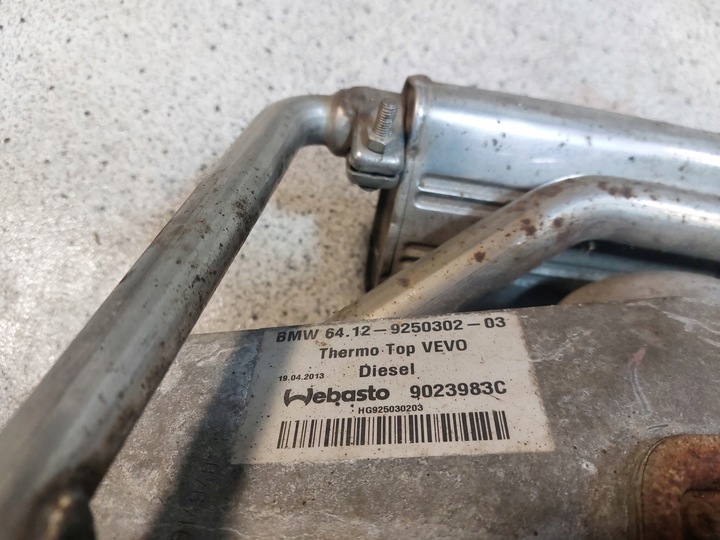 BMW 64.12-9250302-03
Thermo Top VEVO
19.04.2013 Diesel
Webasto 9023983C
HG925030203